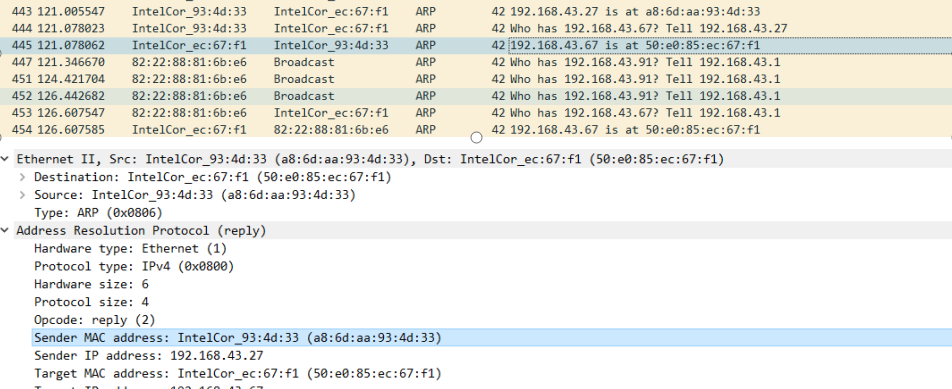 443 121.005547 IntelCor_93:4d:33 IntelCor_ec:67:f1 ARP 42 192.168.43.27 is at a8:6d:aa:93:4d:33
444 121.078023 IntelCor_93:4d:33 IntelCor_ec:67:f1 ARP 42 Who has 192.168.43.67? Tell 192.168.43.27
445 121.078062 IntelCor_ec:67:f1 IntelCor_93:4d:33 ARP 42 192.168.43.67 is at 50:e0:85:ec:67:f1
447 121.346670 82:22:88:81:6b:e6 Broadcast ARP 42 Who has 192.168.43.91? Tell 192.168.43.1
451 124.421704 82:22:88:81:6b:e6 Broadcast ARP 42 Who has 192.168.43.91? Tell 192.168.43.1
452 126.442682 82:22:88:81:6b:e6 Broadcast ARP 42 Who has 192.168.43.91? Tell 192.168.43.1
453 126.607547 82:22:88:81:6b:e6 IntelCor_ec:67:f1 ARP 42 Who has 192.168.43.67? Tell 192.168.43.1
454 126.607585 IntelCor_ec:67:f1 82:22:88:81:6b:e6 ARP 42 192.168.43.67 is at 50:e0:85:ec:67:f1
Ethernet II, Src: IntelCor_93:4d:33 (a8:6d:aa:93:4d:33), Dst: IntelCor_ec:67:f1 (50:e0:85:ec:67:f1)
Destination: IntelCor_ec:67:f1 (50:e0:85:ec:67:f1)
Source: IntelCor_93:4d:33 (a8:6d:aa:93:4d:33)
Type: ARP (0x0806)
Address Resolution Protocol (reply)
Hardware type: Ethernet (1)
Protocol type: IPv4 (0x0800)
Hardware size: 6
Protocol size: 4
Opcode: reply (2)
Sender MAC address: IntelCor_93:4d:33 (a8:6d:aa:93:4d:33)
Sender IP address: 192.168.43.27
Target MAC address: IntelCor_ec:67:f1 (50:e0:85:ec:67:f1)